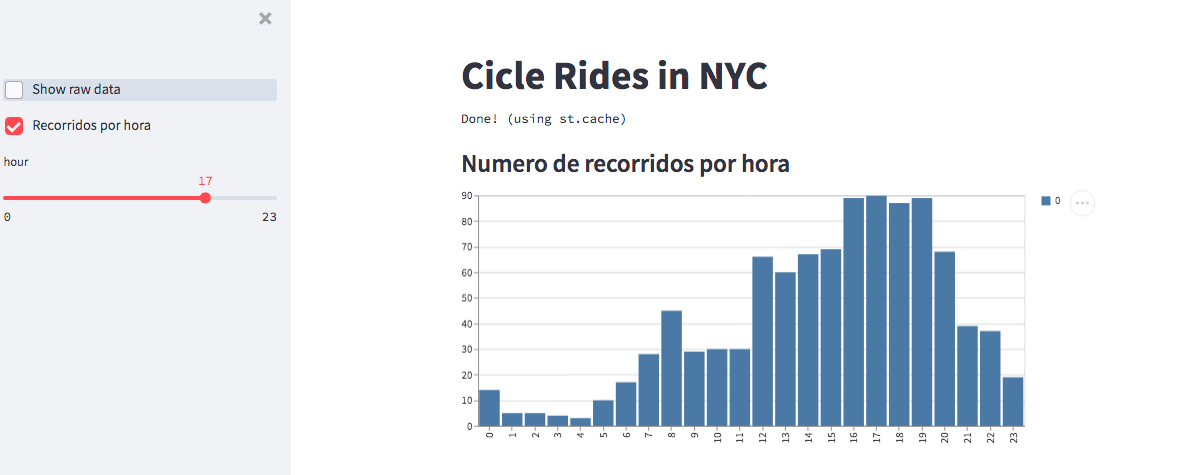 Show raw data
Recorridos por hora
hour
17
0 23
Cicle Rides in NYC
Done! (using st.cache)
Numero de recorridos por hora
90
80
70
60
50
40
30
20
10
0
0 1 2 3 4 5 6 7 8 9 10 11 12 13 14 15 16 17 18 19 20 21 22 23
0